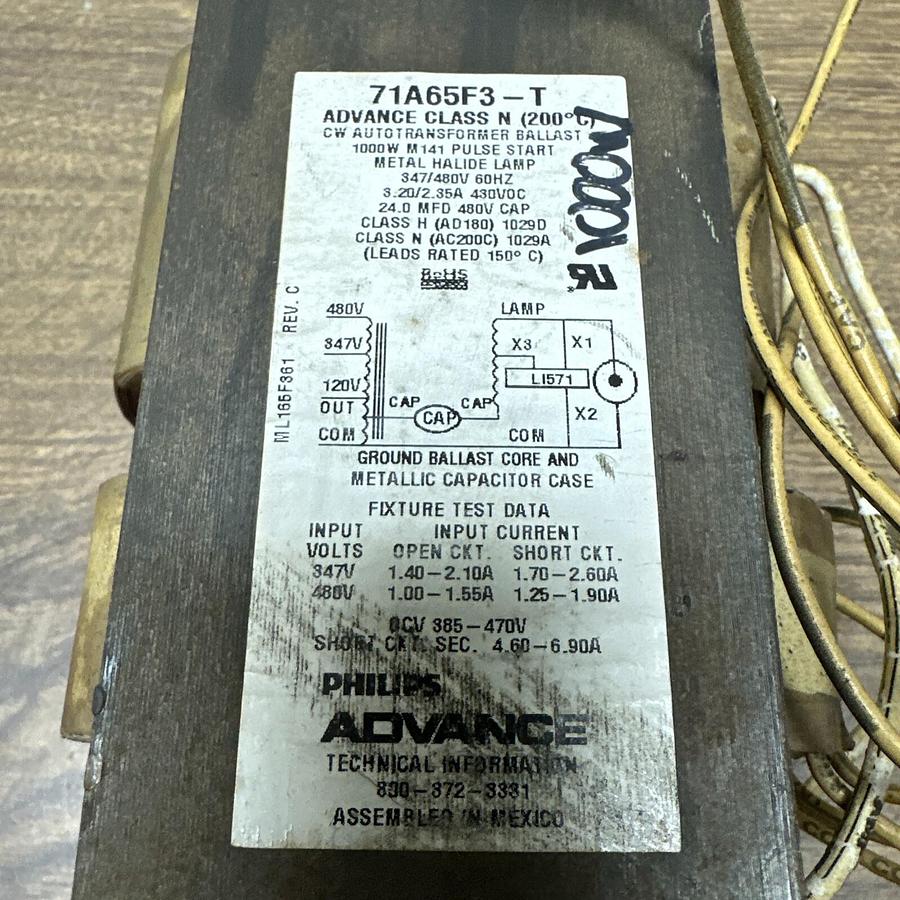 71A65F3-T
ADVANCE CLASS N (200°C)
CW AUTOTRANSFORMER BALLAST
1000W M141 PULSE START
METAL HALIDE LAMP
347/480V 60HZ
3.20/2.35A 430VOC
24.0 MFD 480V CAP
CLASS H (AD180) 1029D
CLASS N (AC200C) 1029A
(LEADS RATED 150° C)
RoHS
1000W
RU®
ML165F361 REV. C
480V LAMP
347V X3 X1
LI571
120V
OUT CAP CAP CAP X2
COM COM
GROUND BALLAST CORE AND
METALLIC CAPACITOR CASE
FIXTURE TEST DATA
INPUT INPUT CURRENT
VOLTS OPEN CKT. SHORT CKT.
347V 1.40-2.10A 1.70-2.60A
480V 1.00-1.55A 1.25-1.90A
OCV 385-470V
SHORT CKT. SEC. 4.60-6.90A
PHILIPS
ADVANCE
TECHNICAL INFORMATION
800-372-3331
ASSEMBLED IN MEXICO